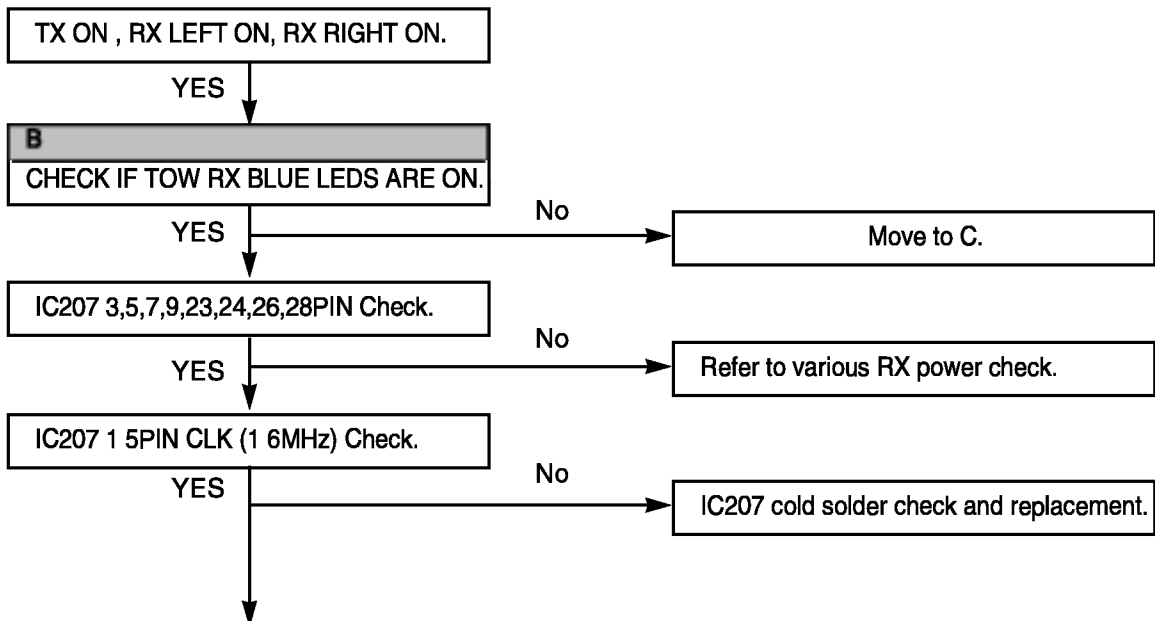 TX ON , RX LEFT ON, RX RIGHT ON.
YES
B
CHECK IF TOW RX BLUE LEDS ARE ON.
No
YES
Move to C.
IC207 3,5,7,9,23,24,26,28PIN Check.
No
YES
Refer to various RX power check.
IC207 1 5PIN CLK (1 6MHz) Check.
No
YES
IC207 cold solder check and replacement.